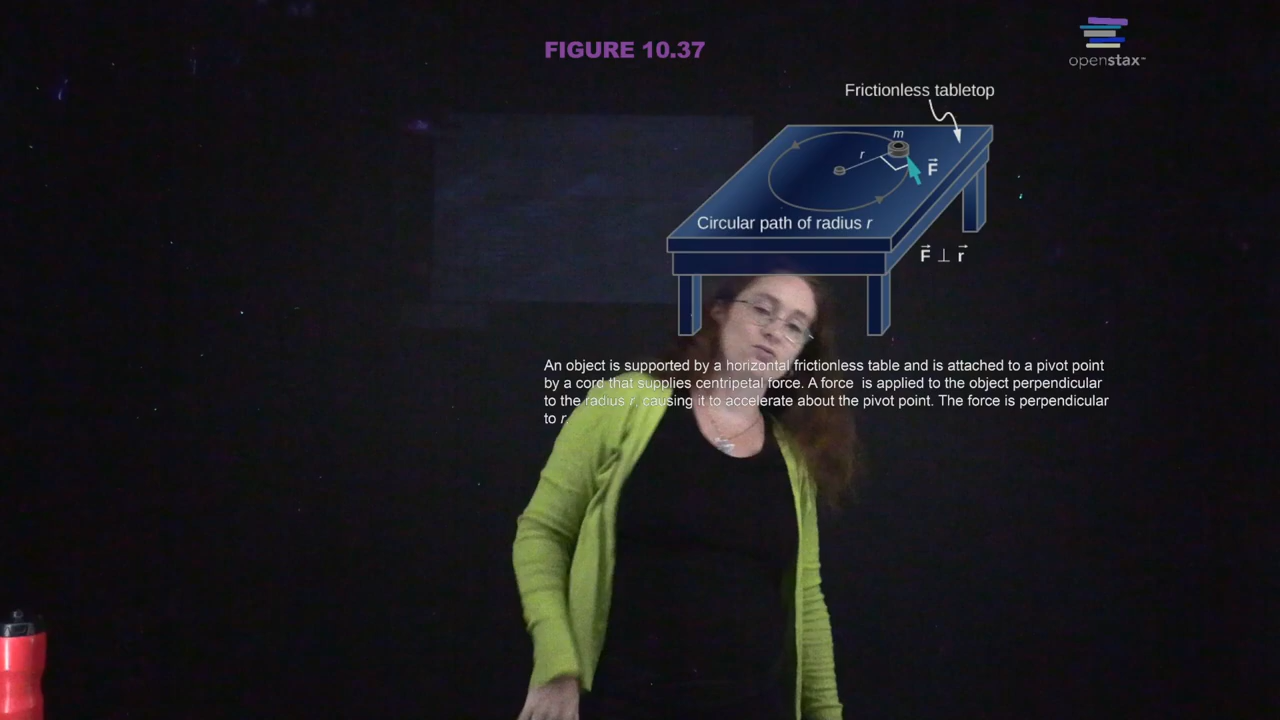 FIGURE 10.37
openstax™
Frictionless tabletop
m
r
F
Circular path of radius r
F ⊥ r
An object is supported by a horizontal frictionless table and is attached to a pivot point
by a cord that supplies centripetal force. A force is applied to the object perpendicular
to the radius r, causing it to accelerate about the pivot point. The force is perpendicular
to r.